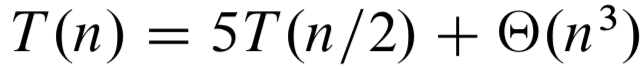 T(n) = 5T(n/2) + Θ(n³)